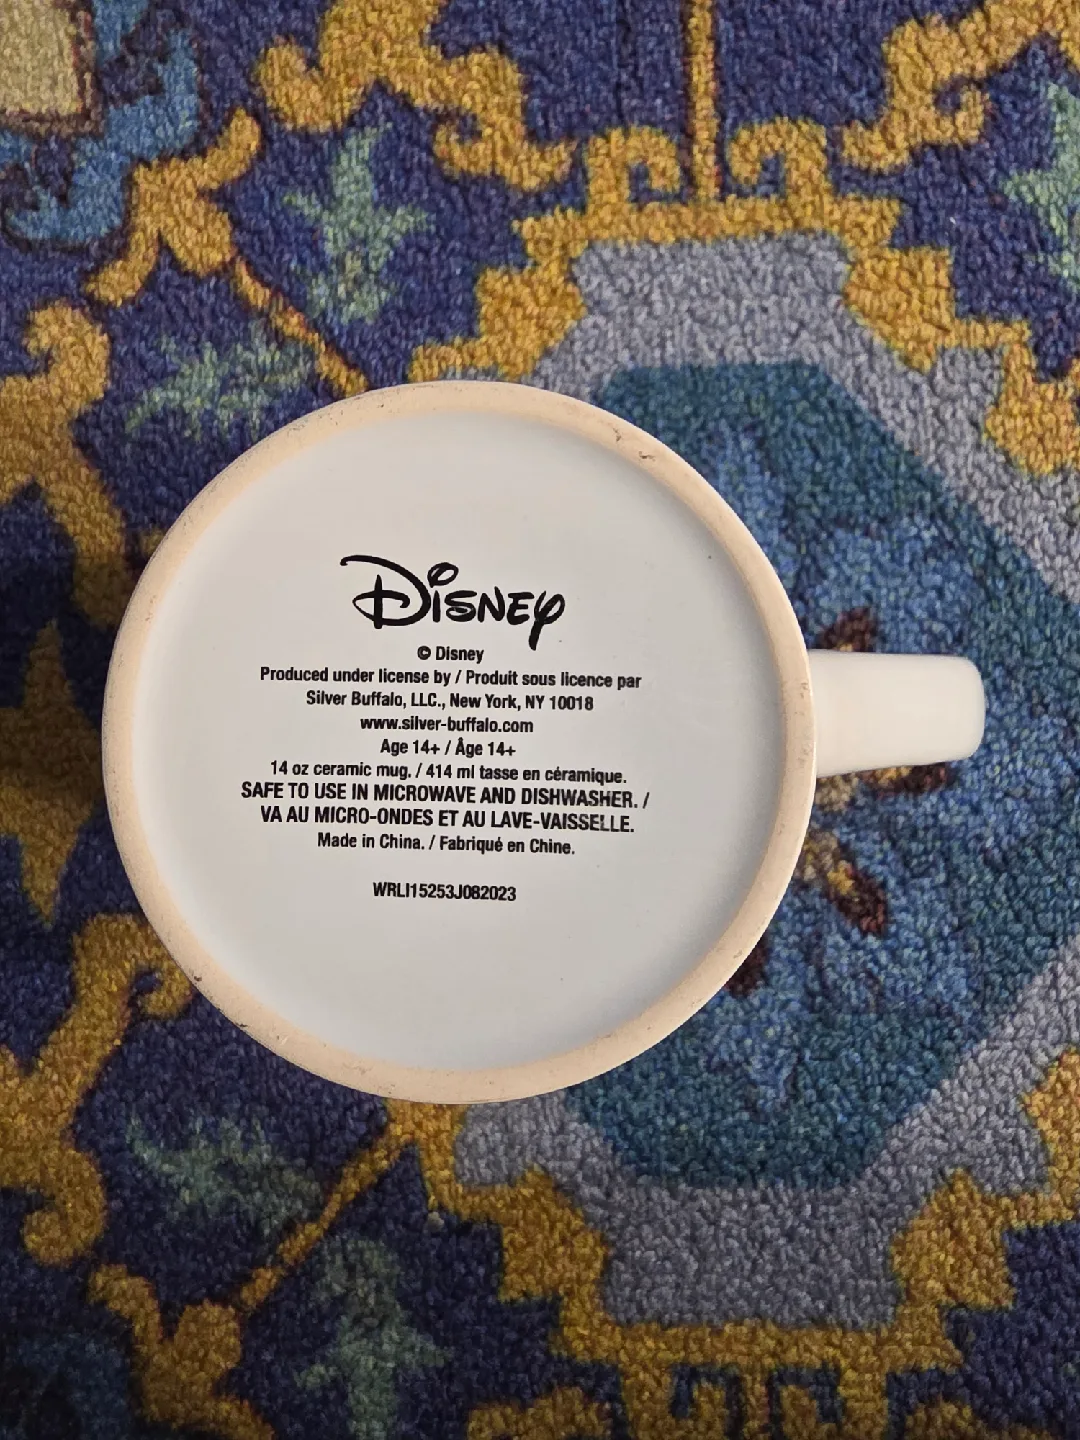 Disney
© Disney
Produced under license by / Produit sous licence par
Silver Buffalo, LLC., New York, NY 10018
www.silver-buffalo.com
Age 14+ / Âge 14+
14 oz ceramic mug. / 414 ml tasse en céramique.
SAFE TO USE IN MICROWAVE AND DISHWASHER. /
VA AU MICRO-ONDES ET AU LAVE-VAISSELLE.
Made in China. / Fabriqué en Chine.
WRLI15253J082023